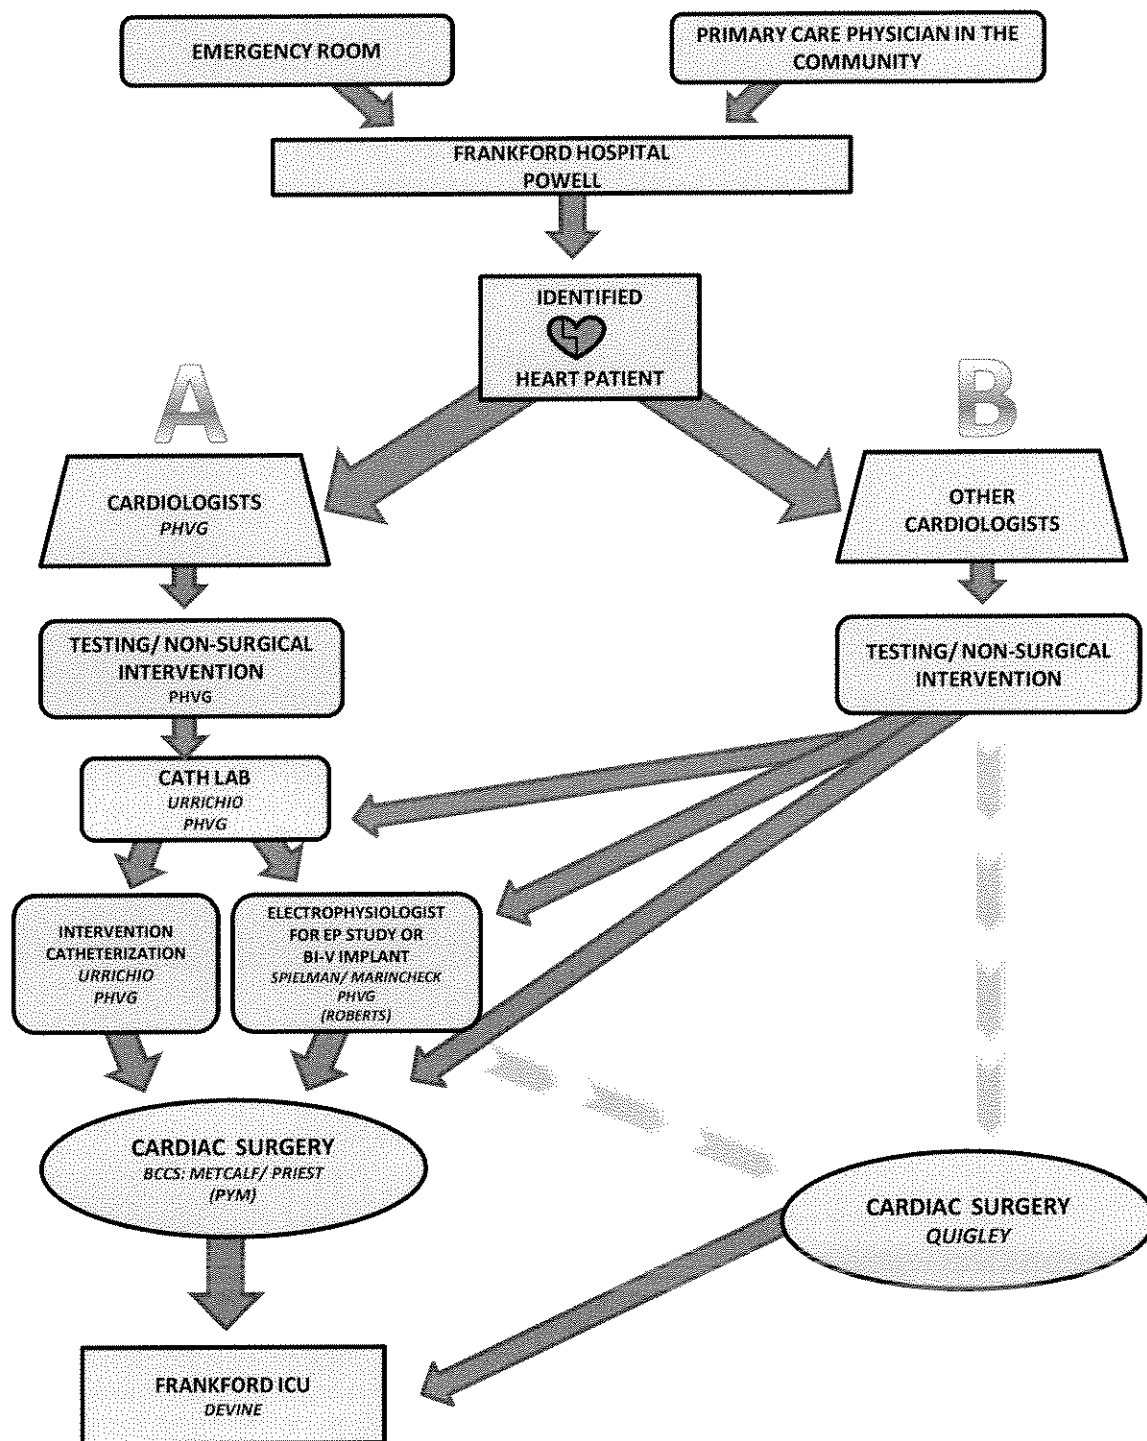 EMERGENCY ROOM
PRIMARY CARE PHYSICIAN IN THE
COMMUNITY
FRANKFORD HOSPITAL
POWELL
IDENTIFIED
HEART PATIENT
A
B
CARDIOLOGISTS
PHVG
OTHER
CARDIOLOGISTS
TESTING/ NON-SURGICAL
INTERVENTION
PHVG
TESTING/ NON-SURGICAL
INTERVENTION
CATH LAB
URRICHIO
PHVG
INTERVENTION
CATHETERIZATION
URRICHIO
PHVG
ELECTROPHYSIOLOGIST
FOR EP STUDY OR
BI-V IMPLANT
SPIELMAN/ MARINCHECK
PHVG
(ROBERTS)
CARDIAC SURGERY
BCCS: METCALF/ PRIEST
(PYM)
CARDIAC SURGERY
QUIGLEY
FRANKFORD ICU
DEVINE